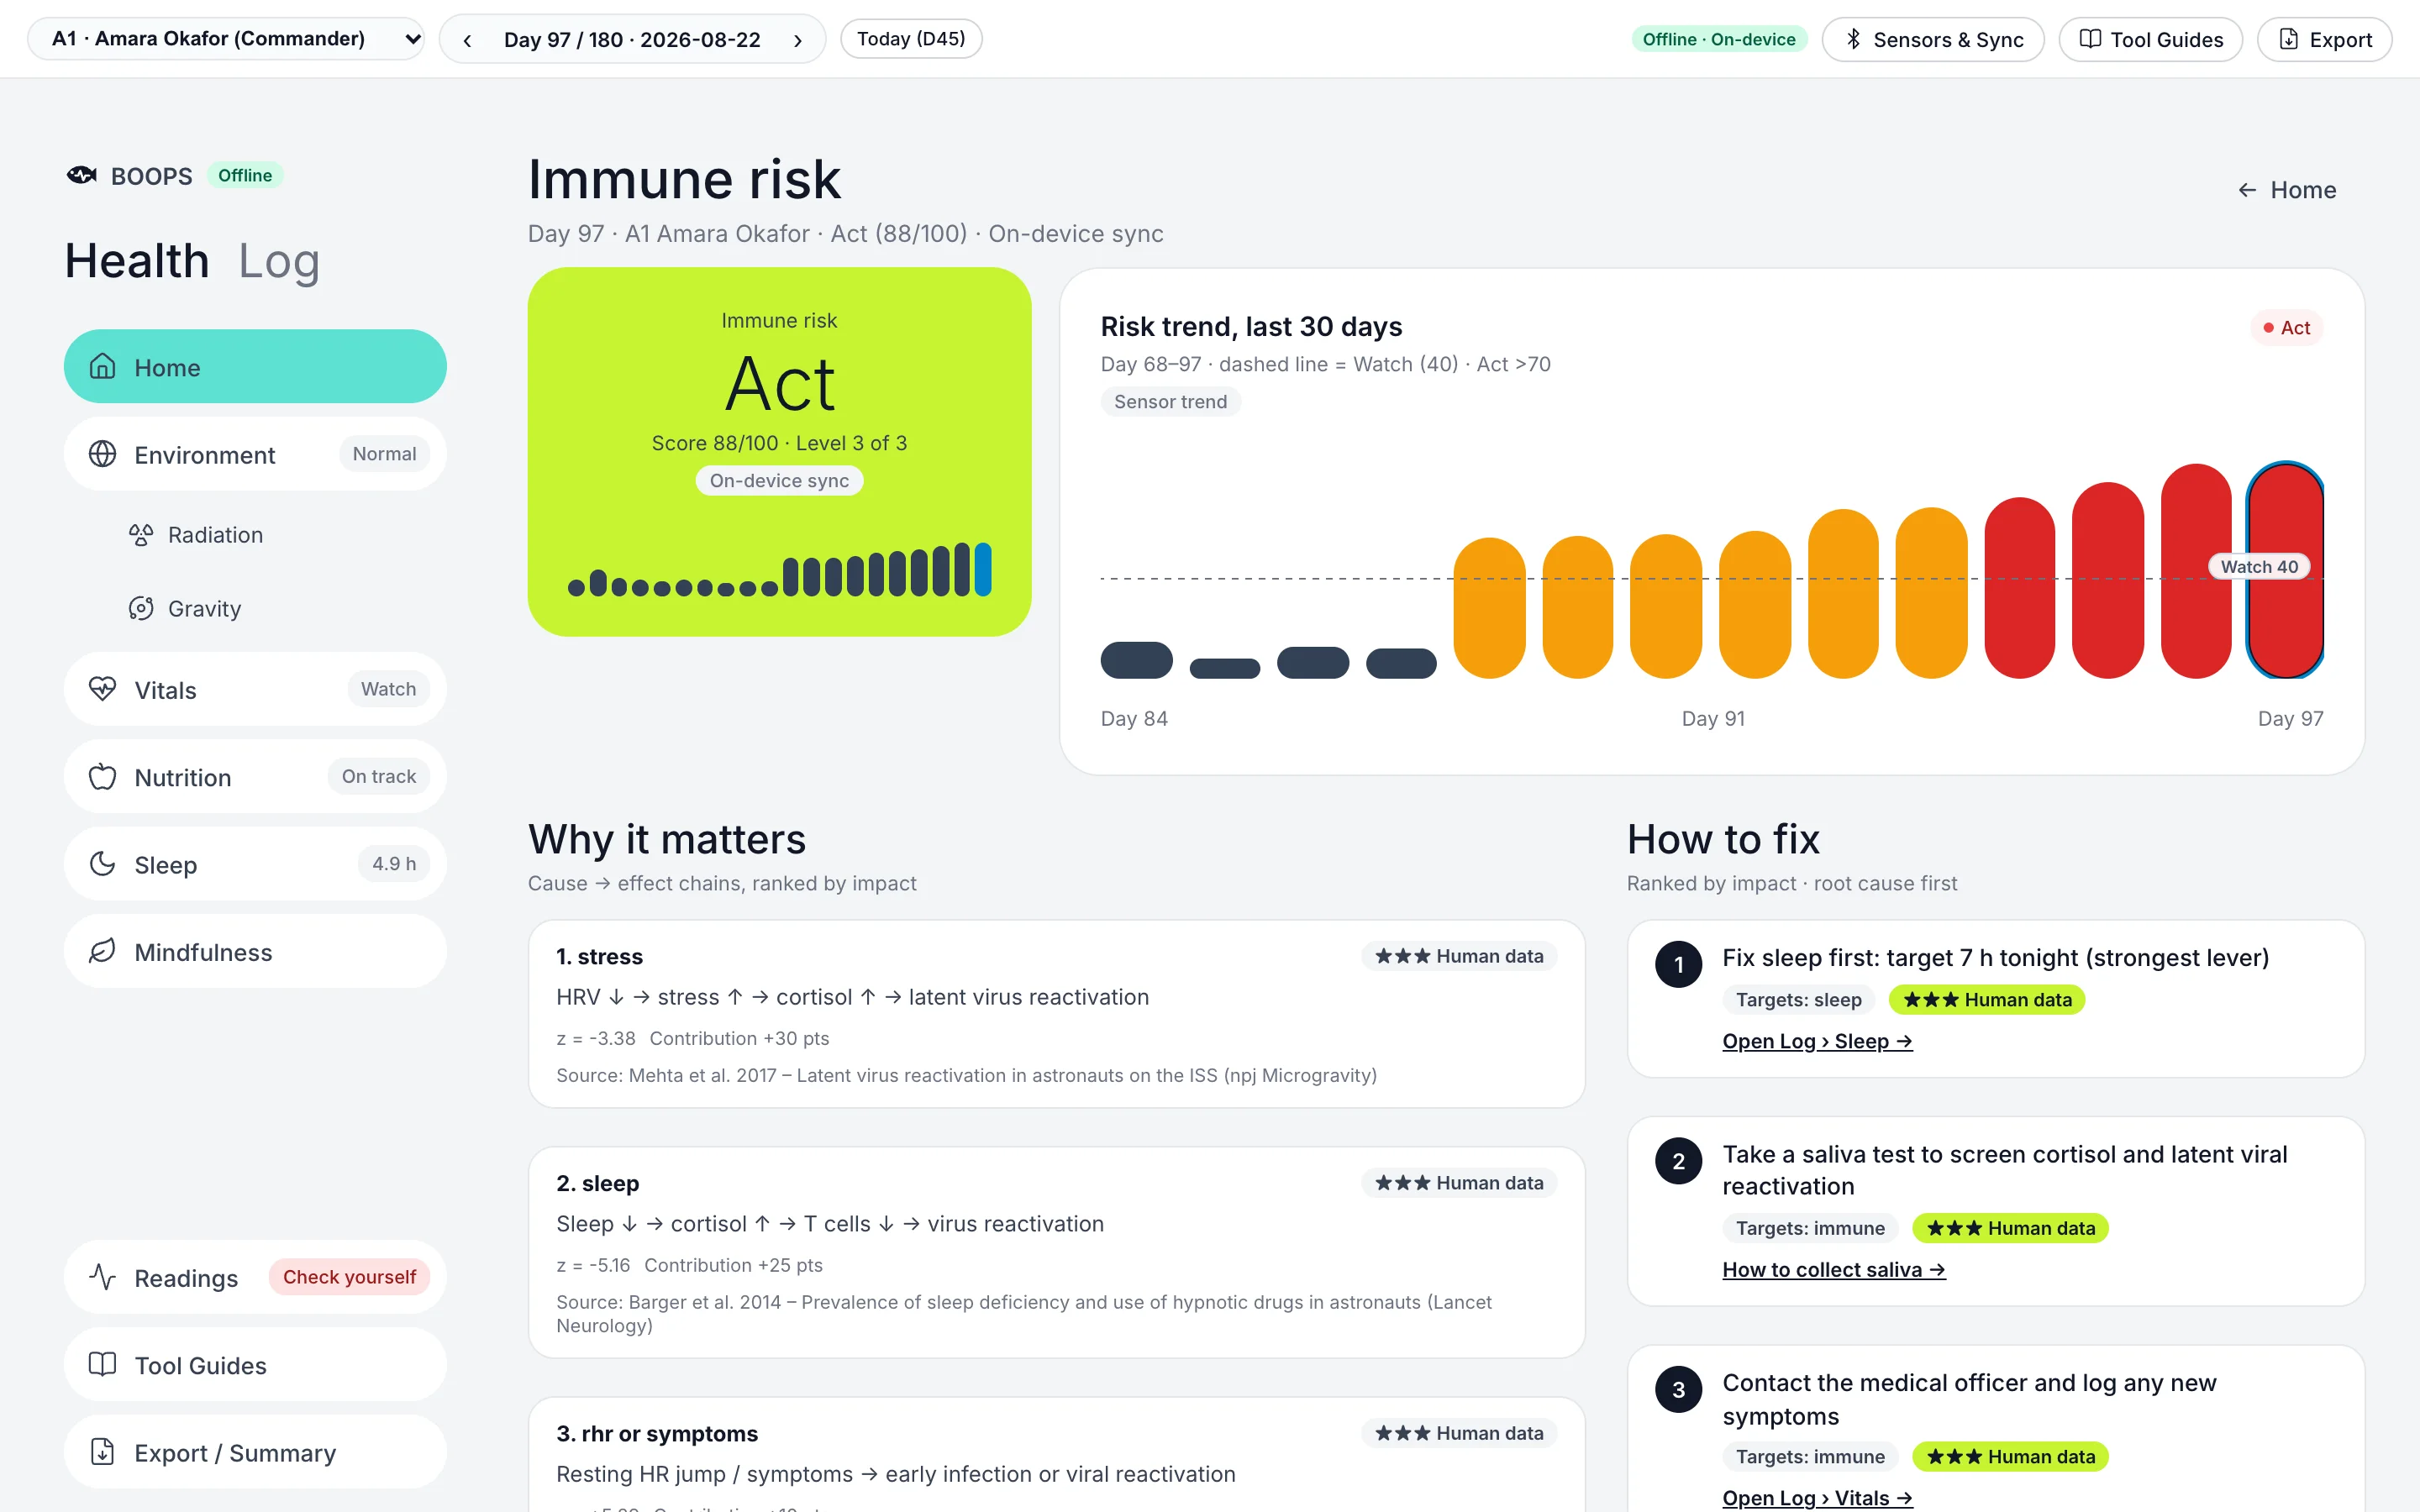 A1 · Amara Okafor (Commander)
‹ Day 97 / 180 · 2026-08-22 ›
Today (D45)
Offline · On-device
Sensors & Sync
Tool Guides
Export
BOOPS
Offline
Health Log
Home
Environment
Normal
Radiation
Gravity
Vitals
Watch
Nutrition
On track
Sleep
4.9 h
Mindfulness
Readings
Check yourself
Tool Guides
Export / Summary
Immune risk
Day 97 · A1 Amara Okafor · Act (88/100) · On-device sync
← Home
Immune risk
Act
Score 88/100 · Level 3 of 3
On-device sync
Risk trend, last 30 days
Act
Day 68–97 · dashed line = Watch (40) · Act >70
Sensor trend
Watch 40
Day 84
Day 91
Day 97
Why it matters
Cause → effect chains, ranked by impact
1. stress
★★★ Human data
HRV ↓ → stress ↑ → cortisol ↑ → latent virus reactivation
z = -3.38 Contribution +30 pts
Source: Mehta et al. 2017 – Latent virus reactivation in astronauts on the ISS (npj Microgravity)
2. sleep
★★★ Human data
Sleep ↓ → cortisol ↑ → T cells ↓ → virus reactivation
z = -5.16 Contribution +25 pts
Source: Barger et al. 2014 – Prevalence of sleep deficiency and use of hypnotic drugs in astronauts (Lancet
Neurology)
3. rhr or symptoms
★★★ Human data
Resting HR jump / symptoms → early infection or viral reactivation
How to fix
Ranked by impact · root cause first
1
Fix sleep first: target 7 h tonight (strongest lever)
Targets: sleep
★★★ Human data
Open Log › Sleep →
2
Take a saliva test to screen cortisol and latent viral
reactivation
Targets: immune
★★★ Human data
How to collect saliva →
3
Contact the medical officer and log any new
symptoms
Targets: immune
★★★ Human data
Open Log › Vitals →